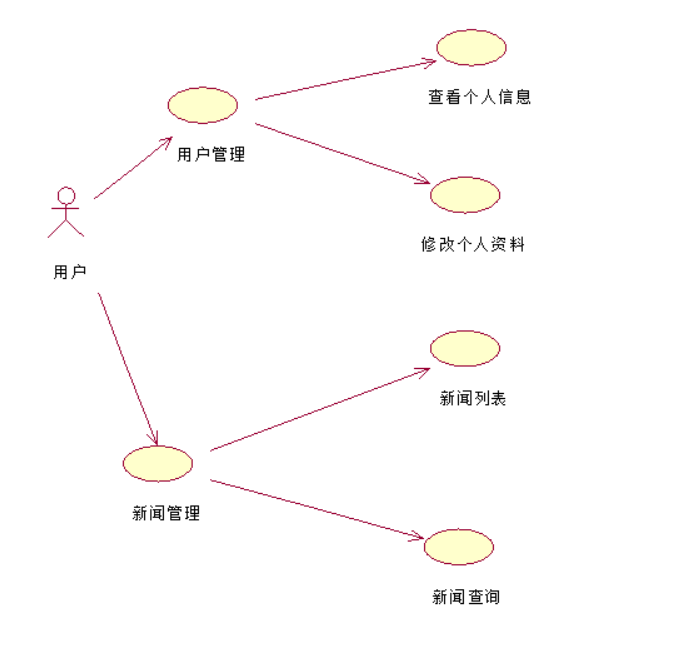 查看个人信息
用户管理
修改个人资料
用户
新闻列表
新闻管理
新闻查询